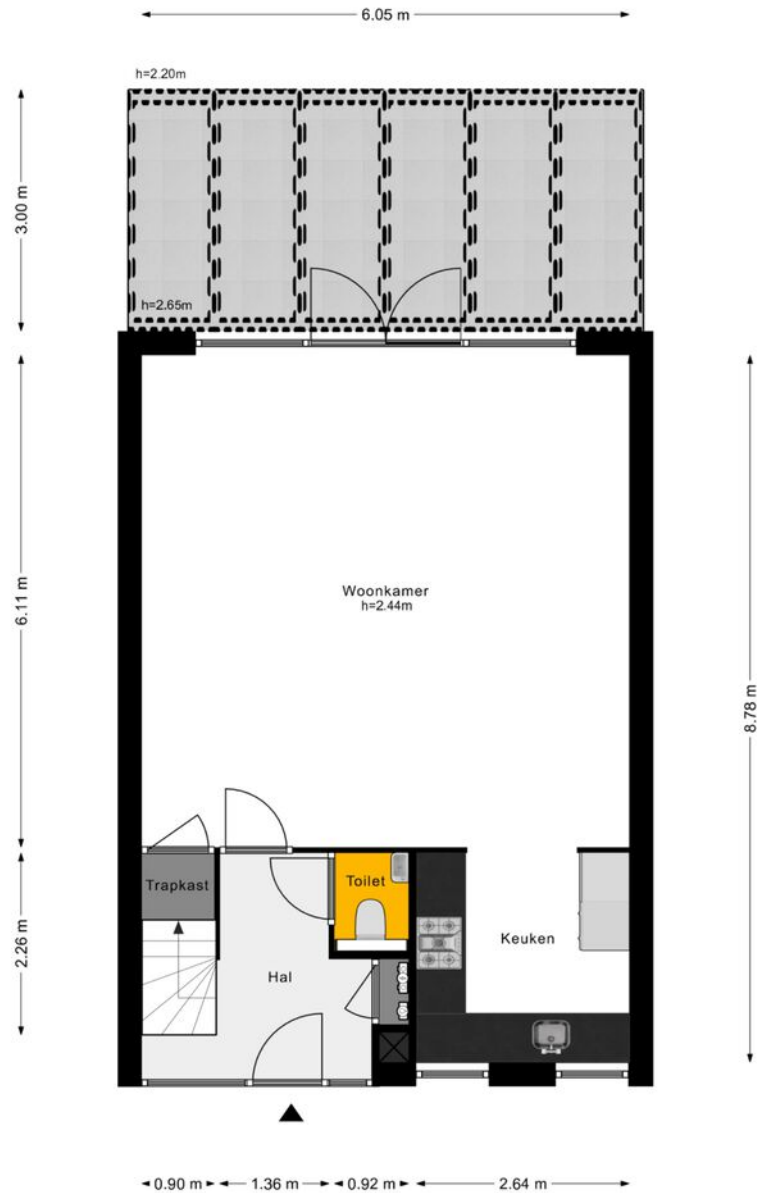 6.05 m
h=2.20m
3.00 m
h=2.65m
6.11 m
Woonkamer
h=2.44m
8.78 m
Trapkast
Toilet
Keuken
2.26 m
Hal
0.90 m
1.36 m
0.92 m
2.64 m